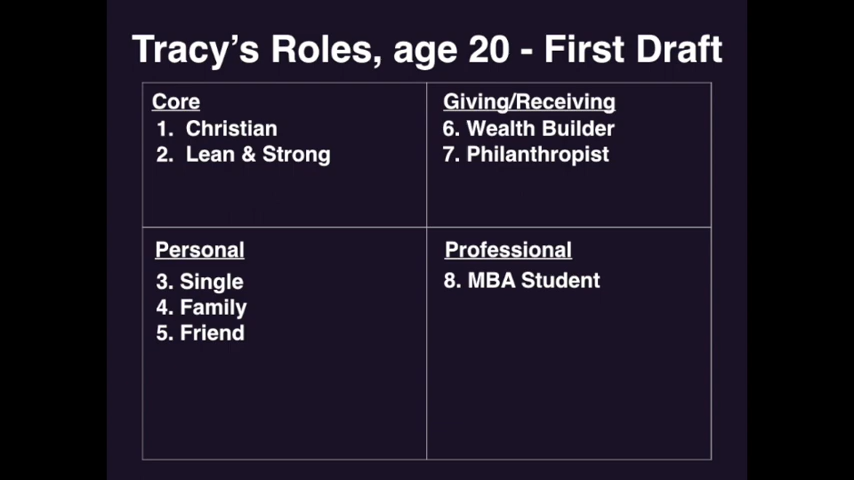 Tracy's Roles, age 20 - First Draft
Core
1. Christian
2. Lean & Strong
Giving/Receiving
6. Wealth Builder
7. Philanthropist
Personal
3. Single
4. Family
5. Friend
Professional
8. MBA Student